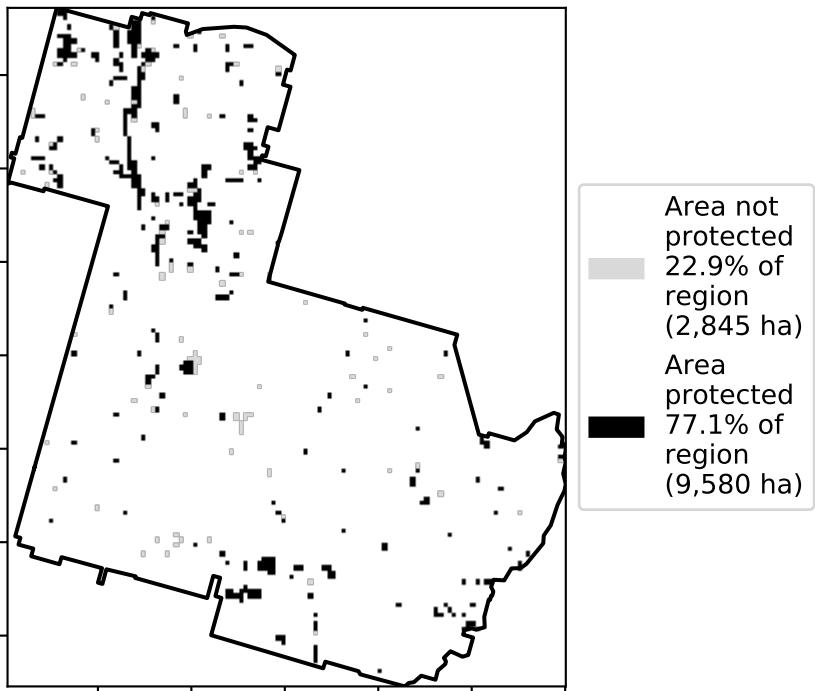 Area not
protected
22.9% of
region
(2,845 ha)
Area
protected
77.1% of
region
(9,580 ha)